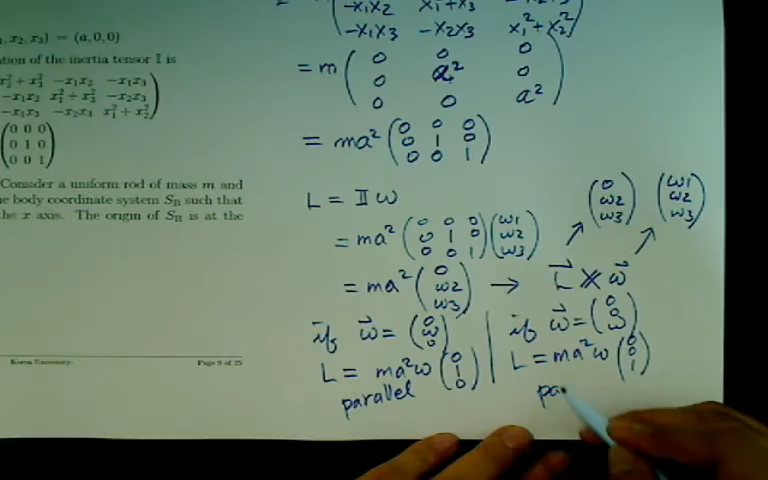 , x₂, x₃) = (a, 0, 0)
ation of the inertia tensor 𝕀 is
x₂² + x₃² −x₁x₂ −x₁x₃
−x₁x₂ x₁² + x₃² −x₂x₃
−x₁x₃ −x₂x₃ x₁² + x₂²
0 0 0
0 1 0
0 0 1
Consider a uniform rod of mass m and
he body coordinate system S_B such that
he x axis. The origin of S_B is at the
Korea University
Page 9 of 25
−x₁x₂ x₁²+x₃
−x₁x₃ −x₂x₃ x₁²+x₂²
= m ( 0 0 0
0 a² 0
0 0 a² )
= ma² ( 0 0 0
0 1 0
0 0 1 )
L = 𝕀 ω
= ma² ( 0 0 0 ) ( ω1 )
( 0 1 0 ) ( ω2 )
( 0 0 1 ) ( ω3 )
= ma² ( 0
ω2
ω3 ) → L⃗ ∦ ω⃗
( 0
ω2
ω3 )
( ω1
ω2
ω3 )
if ω⃗ = ( 0
ω
0 )
L = ma²ω ( 0
1
0 )
parallel
if ω⃗ = ( 0
0
ω )
L = ma²ω ( 0
0
1 )
pa